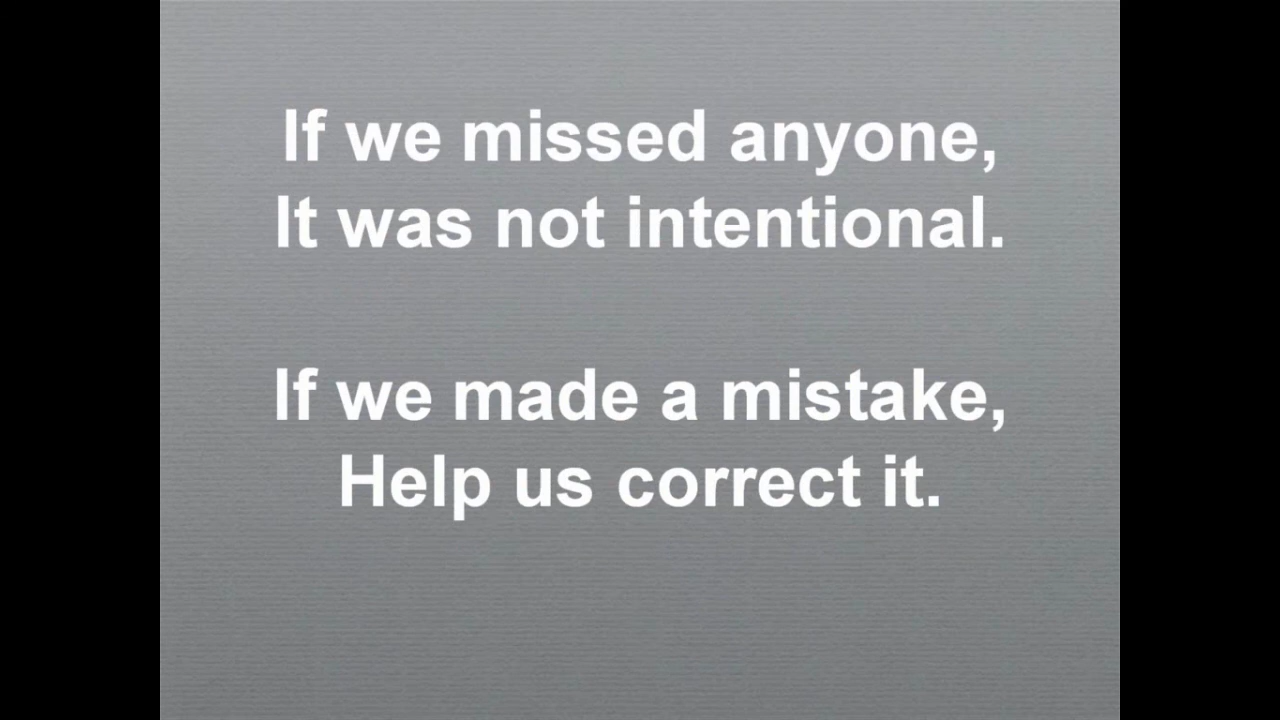 If we missed anyone,
It was not intentional.
If we made a mistake,
Help us correct it.